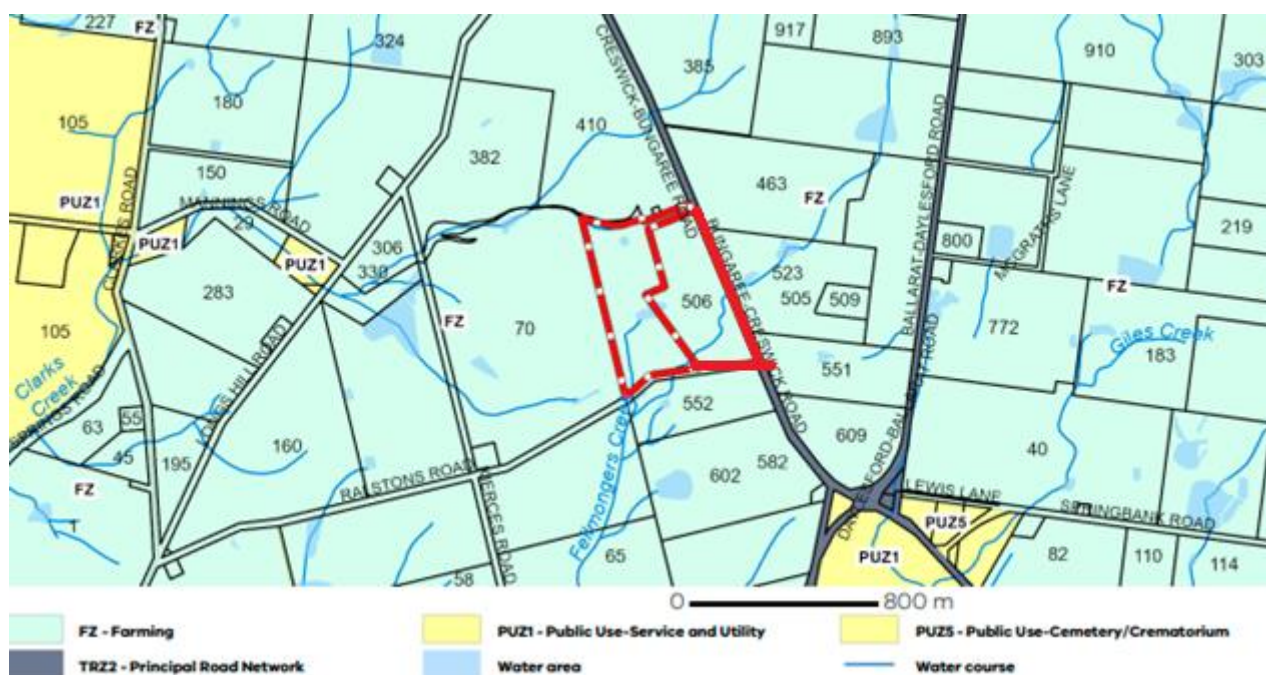 227
FZ
324
CRESWICK-BUNGAREE ROAD
385
917
893
910
303
180
105
410
382
150
463
FZ
PUZ1
MANNINGS ROAD
29
PUZ1
CLARKES ROAD
PUZ1
306
330
283
BUNGAREE-CRESWICK ROAD
523
505
509
506
800
MCGRATHS LANE
219
FZ
BALLARAT-DAYLESFORD ROAD
DAYLESFORD-BALLARAT ROAD
772
Giles Creek
183
105
FZ
70
551
Clarks
Creek
LONGS HILL ROAD
63
55
45
195
160
552
609
40
FZ
RALSTONS ROAD
PIERCES ROAD
Fellmongers Creek
602
582
LEWIS LANE
SPRINGBANK ROAD
PUZ5
58
65
PUZ1
82
110
114
0 800 m
FZ - Farming
PUZ1 - Public Use-Service and Utility
PUZ5 - Public Use-Cemetery/Crematorium
TRZ2 - Principal Road Network
Water area
Water course